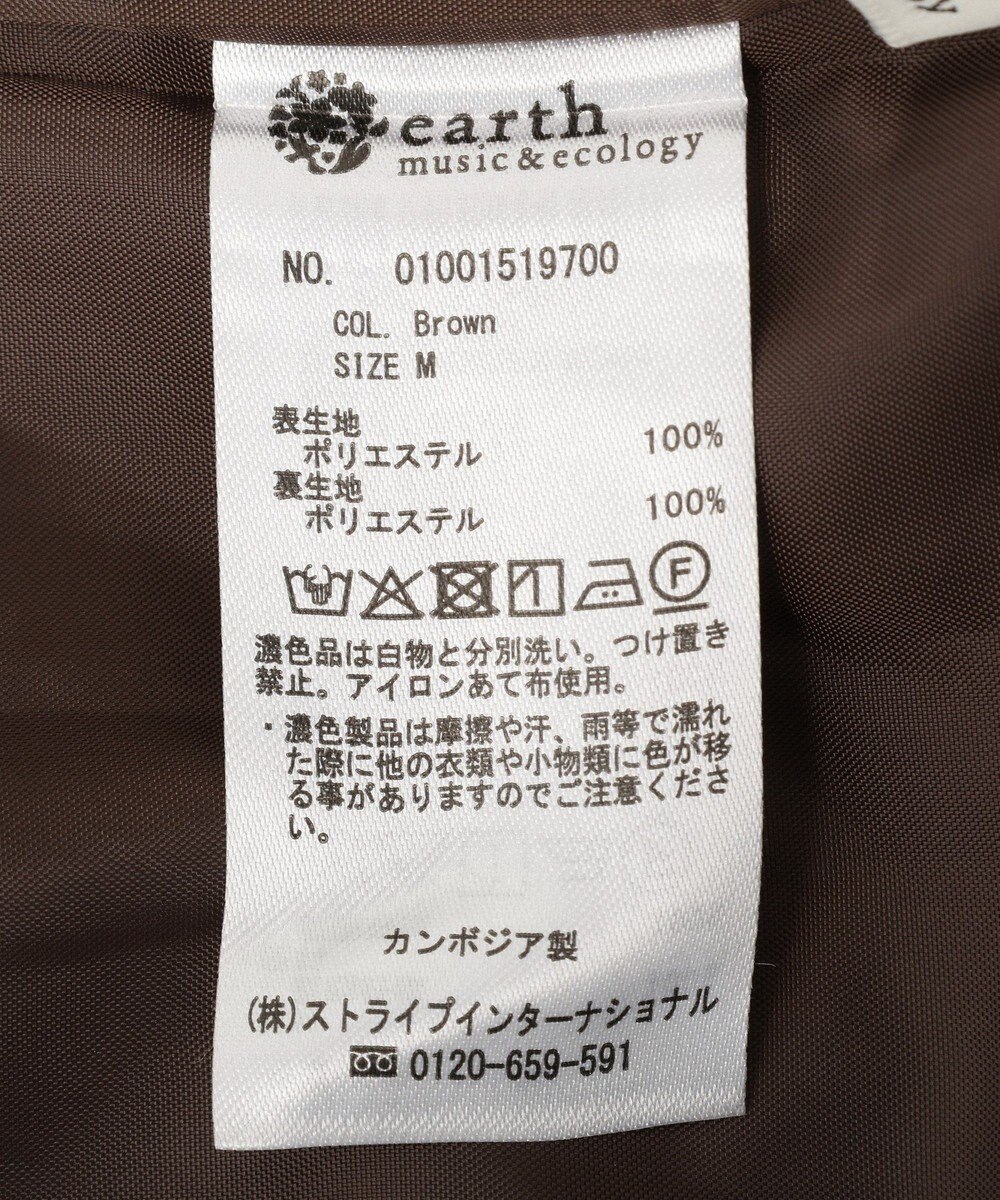 earth
music&ecology
NO. 01001519700
COL. Brown
SIZE M
表生地
ポリエステル 100%
裏生地
ポリエステル 100%
F
濃色品は白物と分別洗い。つけ置き
禁止。アイロンあて布使用。
・濃色製品は摩擦や汗、雨等で濡れ
た際に他の衣類や小物類に色が移
る事がありますのでご注意くださ
い。
カンボジア製
(株)ストライプインターナショナル
0120-659-591